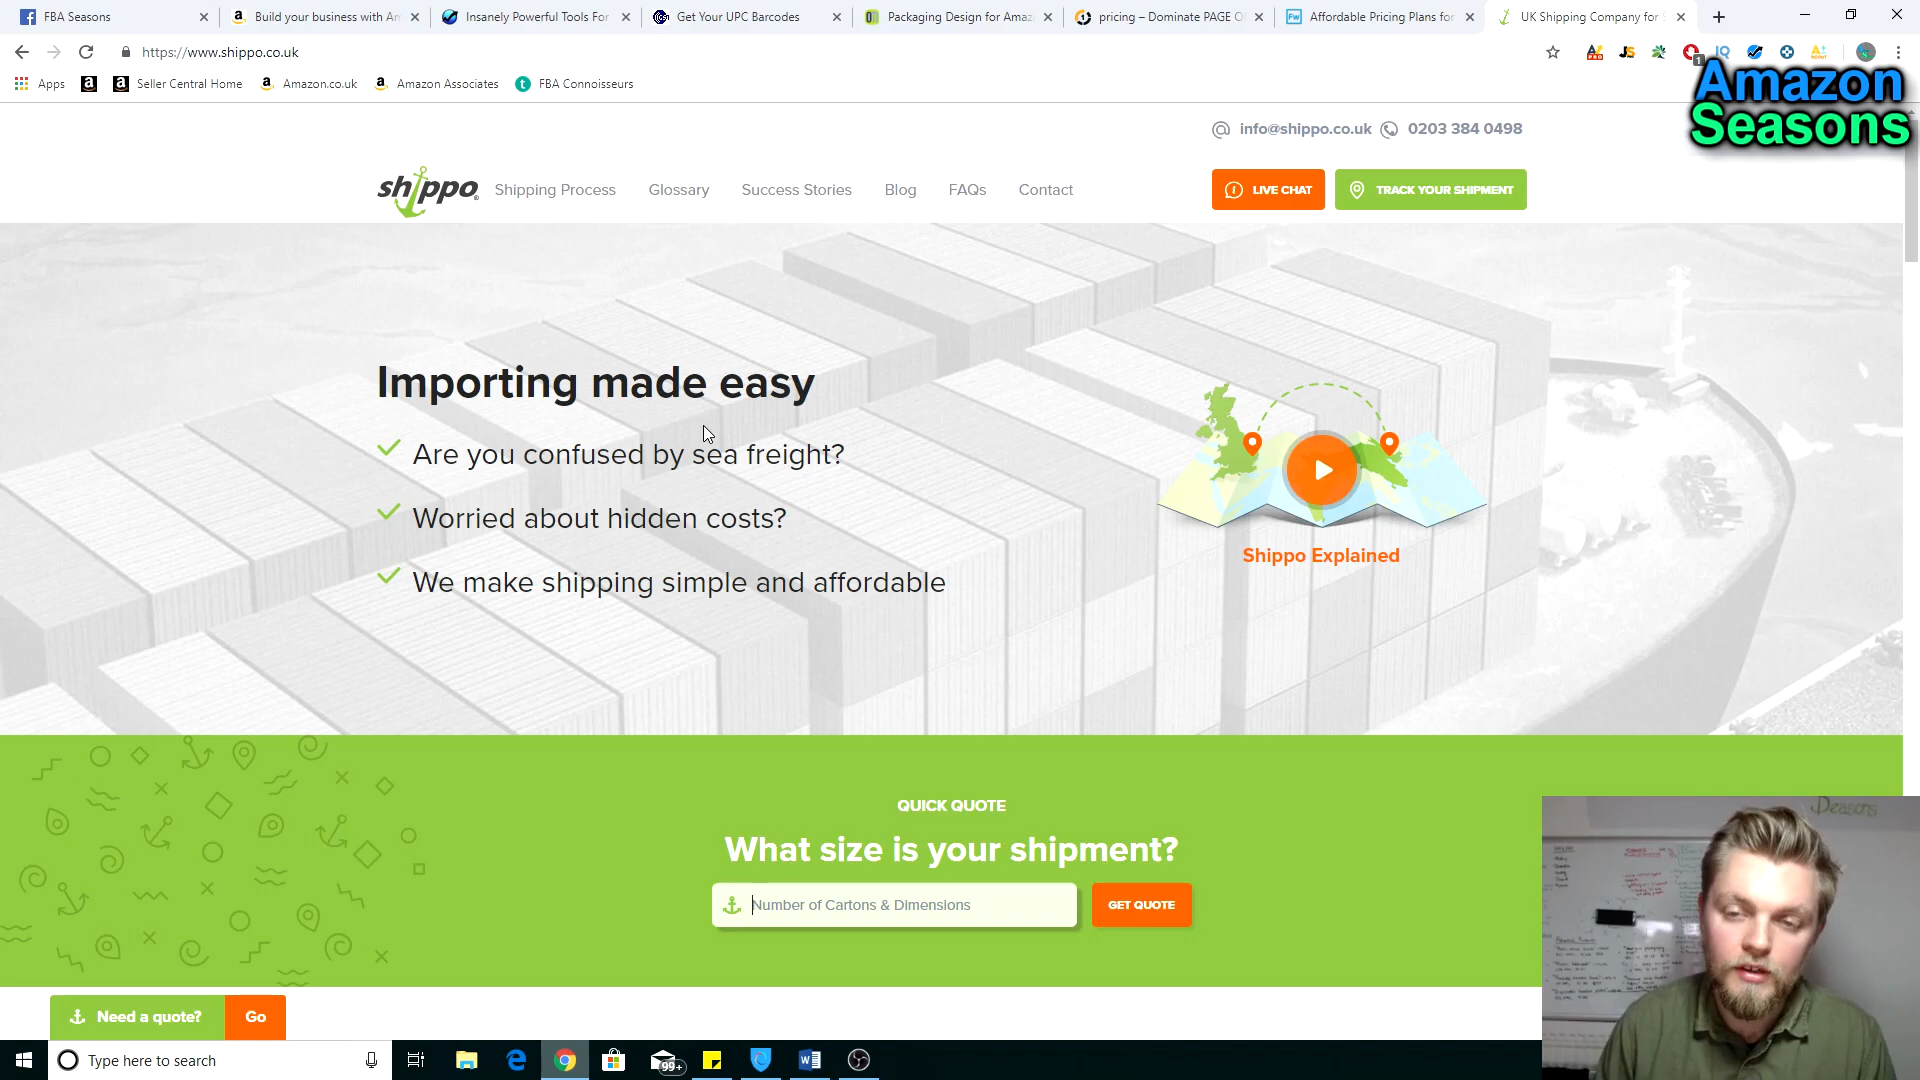 FBA Seasons
Build your business with Am
Insanely Powerful Tools For
Get Your UPC Barcodes
Packaging Design for Amaz
pricing – Dominate PAGE O
Affordable Pricing Plans for
UK Shipping Company for
https://www.shippo.co.uk
Apps
Seller Central Home
Amazon.co.uk
Amazon Associates
FBA Connoisseurs
Amazon
Seasons
info@shippo.co.uk
0203 384 0498
shippo
Shipping Process
Glossary
Success Stories
Blog
FAQs
Contact
LIVE CHAT
TRACK YOUR SHIPMENT
Importing made easy
Are you confused by sea freight?
Worried about hidden costs?
We make shipping simple and affordable
Shippo Explained
QUICK QUOTE
What size is your shipment?
Number of Cartons & Dimensions
GET QUOTE
Need a quote?
Go
Type here to search
99+